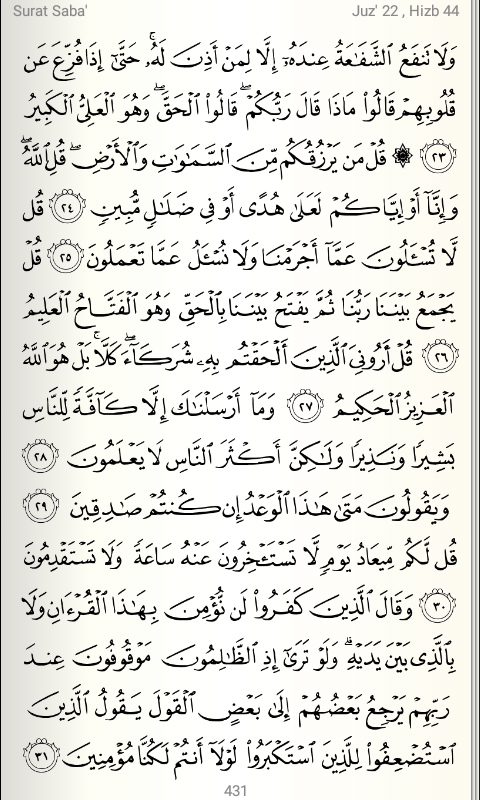 Surat Saba' Juz' 22 , Hizb 44
وَلَا تَنفَعُ ٱلشَّفَـٰعَةُ عِندَهُۥٓ إِلَّا لِمَنْ أَذِنَ لَهُۥ ۚ حَتَّىٰٓ إِذَا فُزِّعَ عَن
قُلُوبِهِمْ قَالُوا۟ مَاذَا قَالَ رَبُّكُمْ ۖ قَالُوا۟ ٱلْحَقَّ ۖ وَهُوَ ٱلْعَلِىُّ ٱلْكَبِيرُ
٢٣ ۞ قُلْ مَن يَرْزُقُكُم مِّنَ ٱلسَّمَـٰوَٰتِ وَٱلْأَرْضِ ۖ قُلِ ٱللَّهُ ۖ
وَإِنَّآ أَوْ إِيَّاكُمْ لَعَلَىٰ هُدًى أَوْ فِى ضَلَـٰلٍ مُّبِينٍ ٢٤ قُل
لَّا تُسْـَٔلُونَ عَمَّآ أَجْرَمْنَا وَلَا نُسْـَٔلُ عَمَّا تَعْمَلُونَ ٢٥ قُلْ
يَجْمَعُ بَيْنَنَا رَبُّنَا ثُمَّ يَفْتَحُ بَيْنَنَا بِٱلْحَقِّ وَهُوَ ٱلْفَتَّاحُ ٱلْعَلِيمُ
٢٦ قُلْ أَرُونِىَ ٱلَّذِينَ أَلْحَقْتُم بِهِۦ شُرَكَآءَ ۖ كَلَّا ۚ بَلْ هُوَ ٱللَّهُ
ٱلْعَزِيزُ ٱلْحَكِيمُ ٢٧ وَمَآ أَرْسَلْنَـٰكَ إِلَّا كَآفَّةً لِّلنَّاسِ
بَشِيرًا وَنَذِيرًا وَلَـٰكِنَّ أَكْثَرَ ٱلنَّاسِ لَا يَعْلَمُونَ ٢٨
وَيَقُولُونَ مَتَىٰ هَـٰذَا ٱلْوَعْدُ إِن كُنتُمْ صَـٰدِقِينَ ٢٩
قُل لَّكُم مِّيعَادُ يَوْمٍ لَّا تَسْتَـْٔخِرُونَ عَنْهُ سَاعَةً وَلَا تَسْتَقْدِمُونَ
٣٠ وَقَالَ ٱلَّذِينَ كَفَرُوا۟ لَن نُّؤْمِنَ بِهَـٰذَا ٱلْقُرْءَانِ وَلَا
بِٱلَّذِى بَيْنَ يَدَيْهِ ۗ وَلَوْ تَرَىٰٓ إِذِ ٱلظَّـٰلِمُونَ مَوْقُوفُونَ عِندَ
رَبِّهِمْ يَرْجِعُ بَعْضُهُمْ إِلَىٰ بَعْضٍ ٱلْقَوْلَ يَقُولُ ٱلَّذِينَ
ٱسْتُضْعِفُوا۟ لِلَّذِينَ ٱسْتَكْبَرُوا۟ لَوْلَآ أَنتُمْ لَكُنَّا مُؤْمِنِينَ ٣١
431